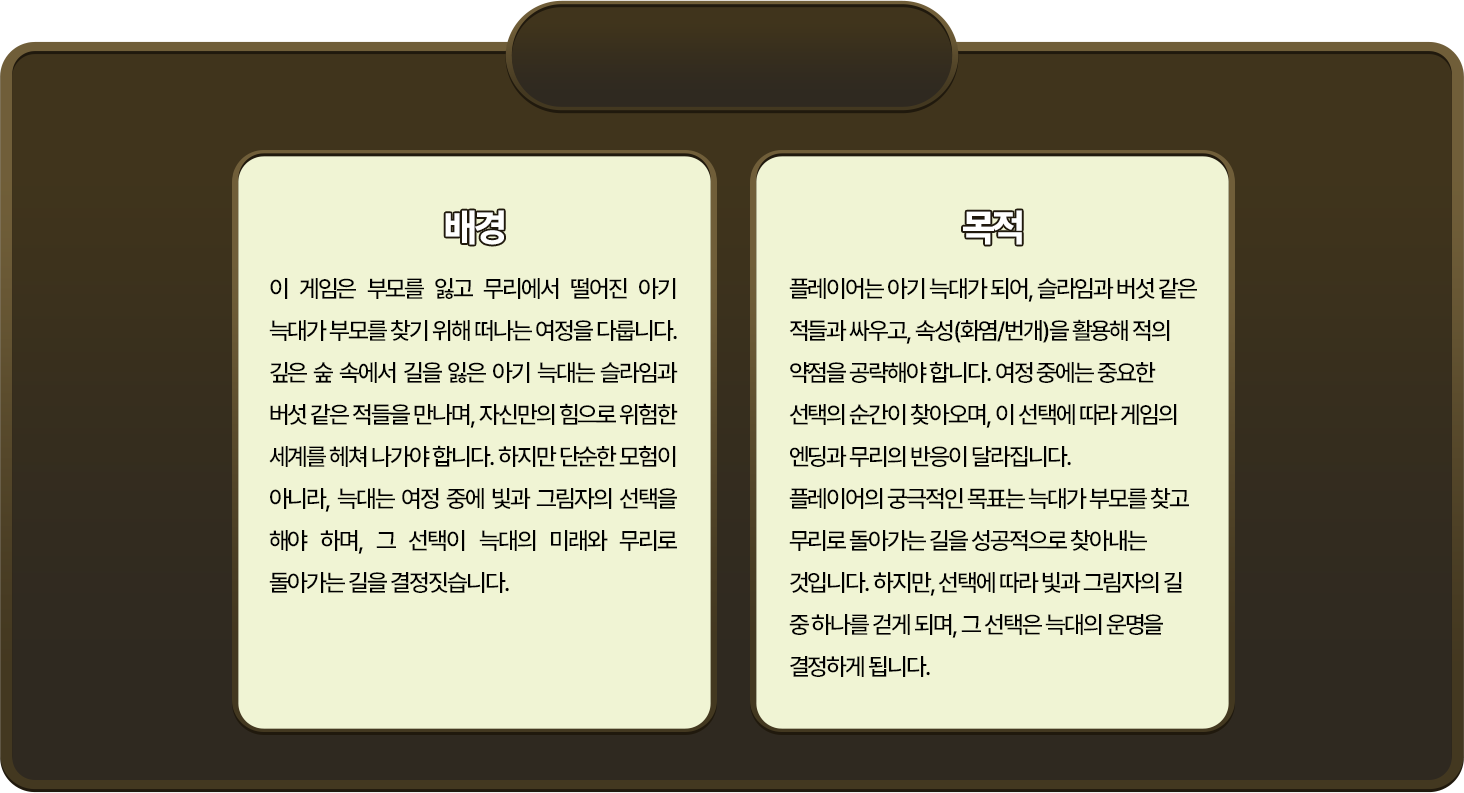 배경
이 게임은 부모를 잃고 무리에서 떨어진 아기
늑대가 부모를 찾기 위해 떠나는 여정을 다룹니다.
깊은 숲 속에서 길을 잃은 아기 늑대는 슬라임과
버섯 같은 적들을 만나며, 자신만의 힘으로 위험한
세계를 헤쳐 나가야 합니다. 하지만 단순한 모험이
아니라, 늑대는 여정 중에 빛과 그림자의 선택을
해야 하며, 그 선택이 늑대의 미래와 무리로
돌아가는 길을 결정짓습니다.
목적
플레이어는 아기 늑대가 되어, 슬라임과 버섯 같은
적들과 싸우고, 속성(화염/번개)을 활용해 적의
약점을 공략해야 합니다. 여정 중에는 중요한
선택의 순간이 찾아오며, 이 선택에 따라 게임의
엔딩과 무리의 반응이 달라집니다.
플레이어의 궁극적인 목표는 늑대가 부모를 찾고
무리로 돌아가는 길을 성공적으로 찾아내는
것입니다. 하지만, 선택에 따라 빛과 그림자의 길
중 하나를 걷게 되며, 그 선택은 늑대의 운명을
결정하게 됩니다.